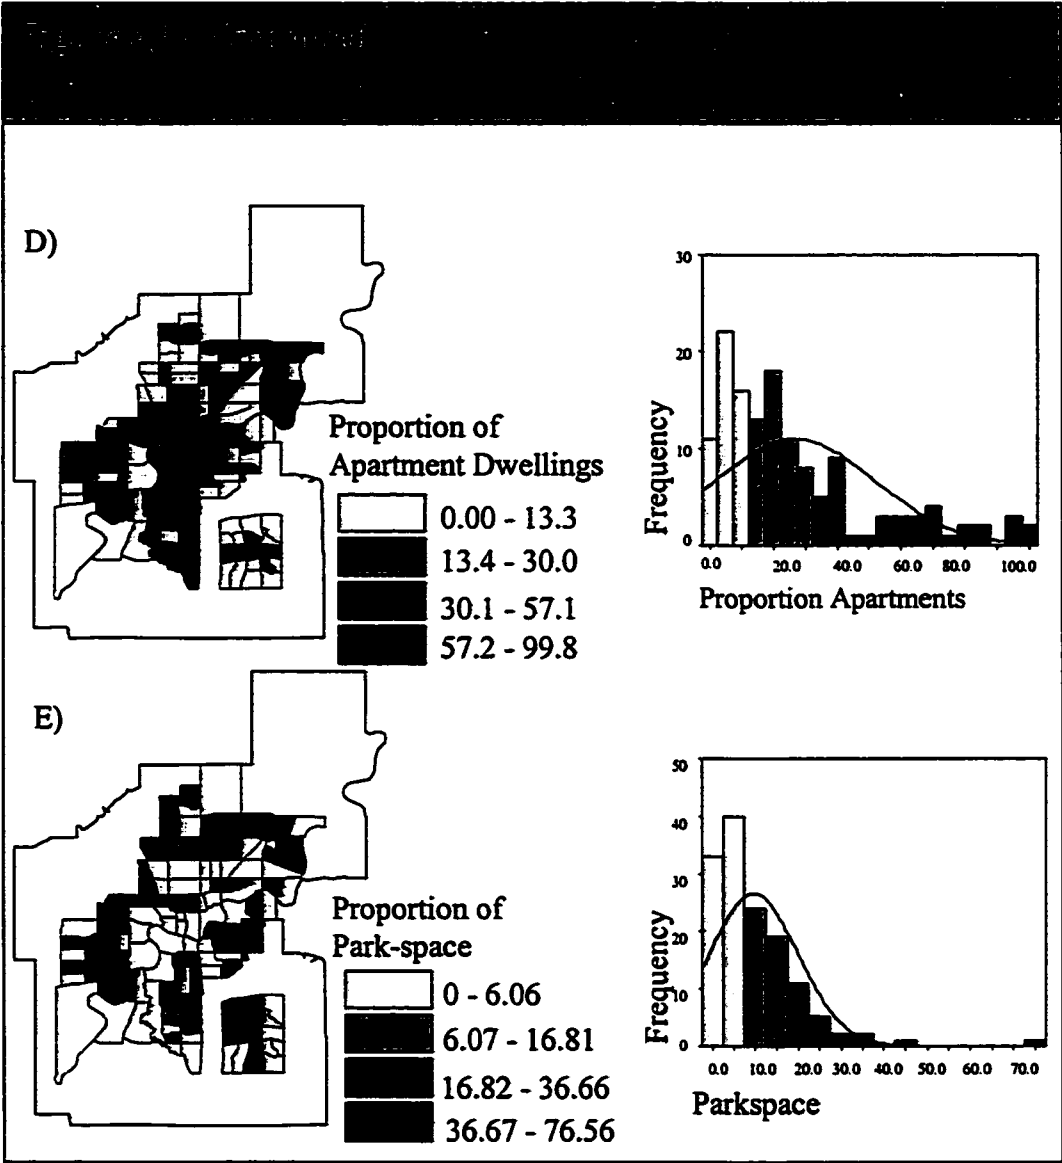 D)
Proportion of
Apartment Dwellings
0.00 - 13.3
13.4 - 30.0
30.1 - 57.1
57.2 - 99.8
30
20
10
0
Frequency
0.0 20.0 40.0 60.0 80.0 100.0
Proportion Apartments
E)
Proportion of
Park-space
0 - 6.06
6.07 - 16.81
16.82 - 36.66
36.67 - 76.56
50
40
30
20
10
0
Frequency
0.0 10.0 20.0 30.0 40.0 50.0 60.0 70.0
Parkspace